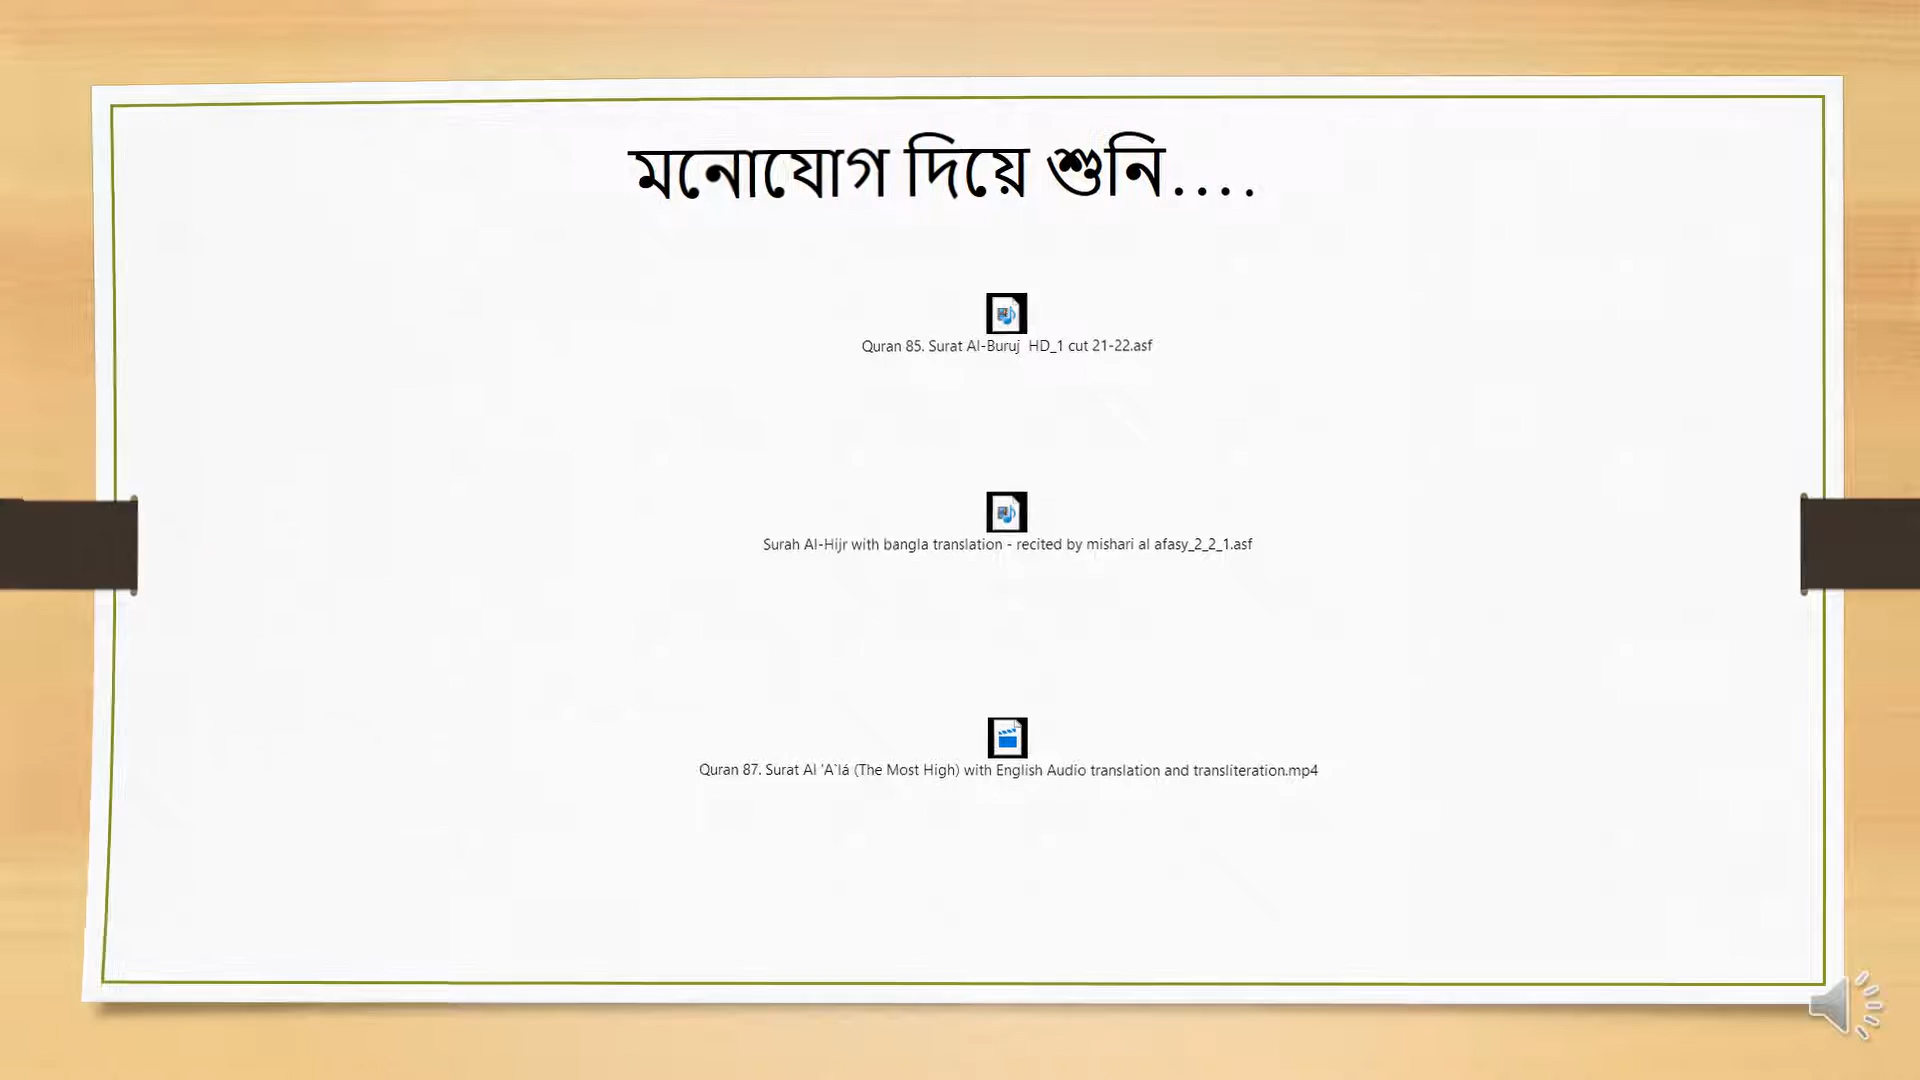 মনোযোগ দিয়ে শুনি....
Quran 85. Surat Al-Buruj  HD_1 cut 21-22.asf
Surah Al-Hijr with bangla translation - recited by mishari al afasy_2_2_1.asf
Quran 87. Surat Al 'A`lá (The Most High) with English Audio translation and transliteration.mp4